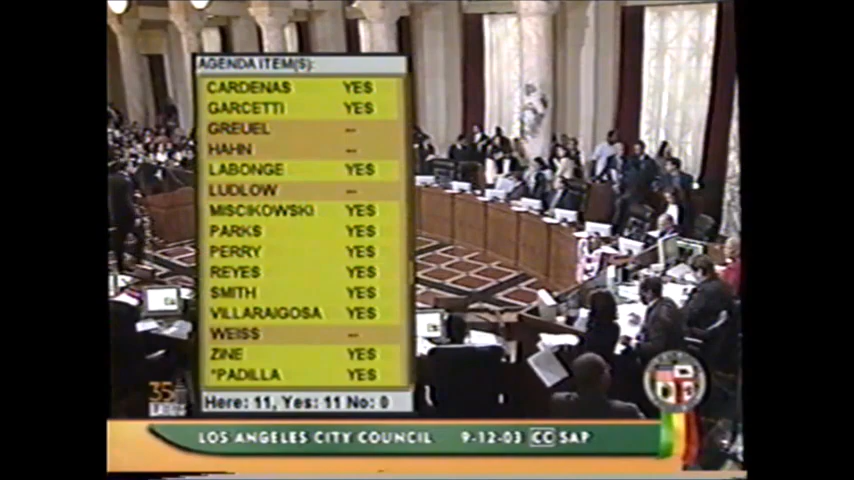 AGENDA ITEM(S):
CARDENAS YES
GARCETTI YES
GREUEL --
HAHN --
LABONGE YES
LUDLOW --
MISCIKOWSKI YES
PARKS YES
PERRY YES
REYES YES
SMITH YES
VILLARAIGOSA YES
WEISS --
ZINE YES
*PADILLA YES
Here: 11, Yes: 11 No: 0
35
LOS ANGELES CITY COUNCIL 9-12-03 CC SAP